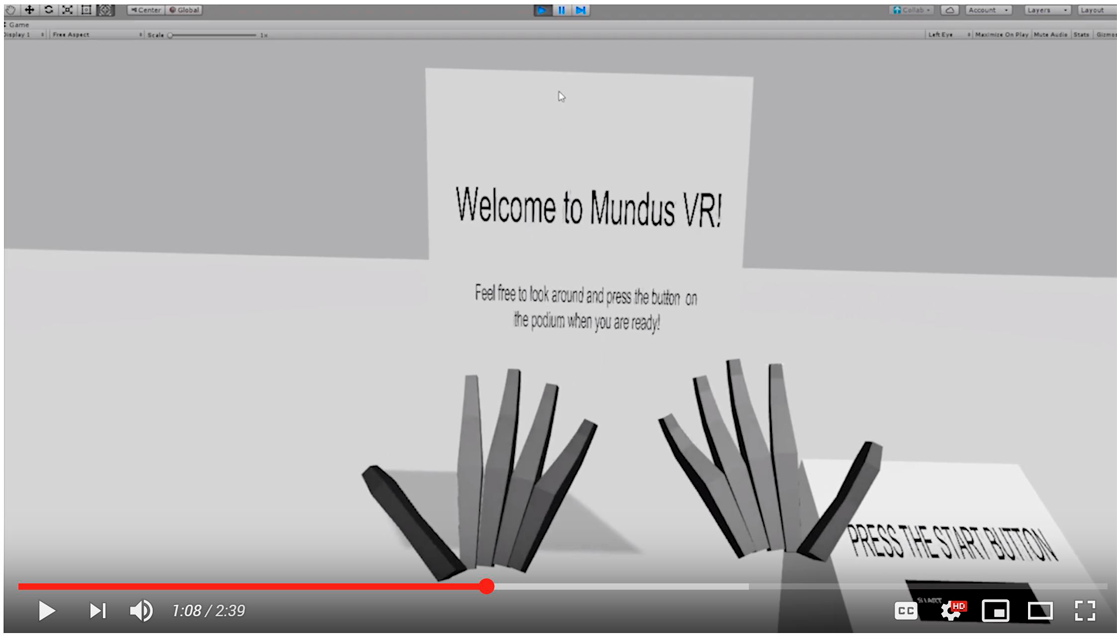 Center Global
Collab Account Layers Layout
Game
Display 1 Free Aspect Scale 1x
Left Eye Maximize On Play Mute Audio Stats Gizmos
Welcome to Mundus VR!
Feel free to look around and press the button on
the podium when you are ready!
PRESS THE START BUTTON
START
1:08 / 2:39
CC HD